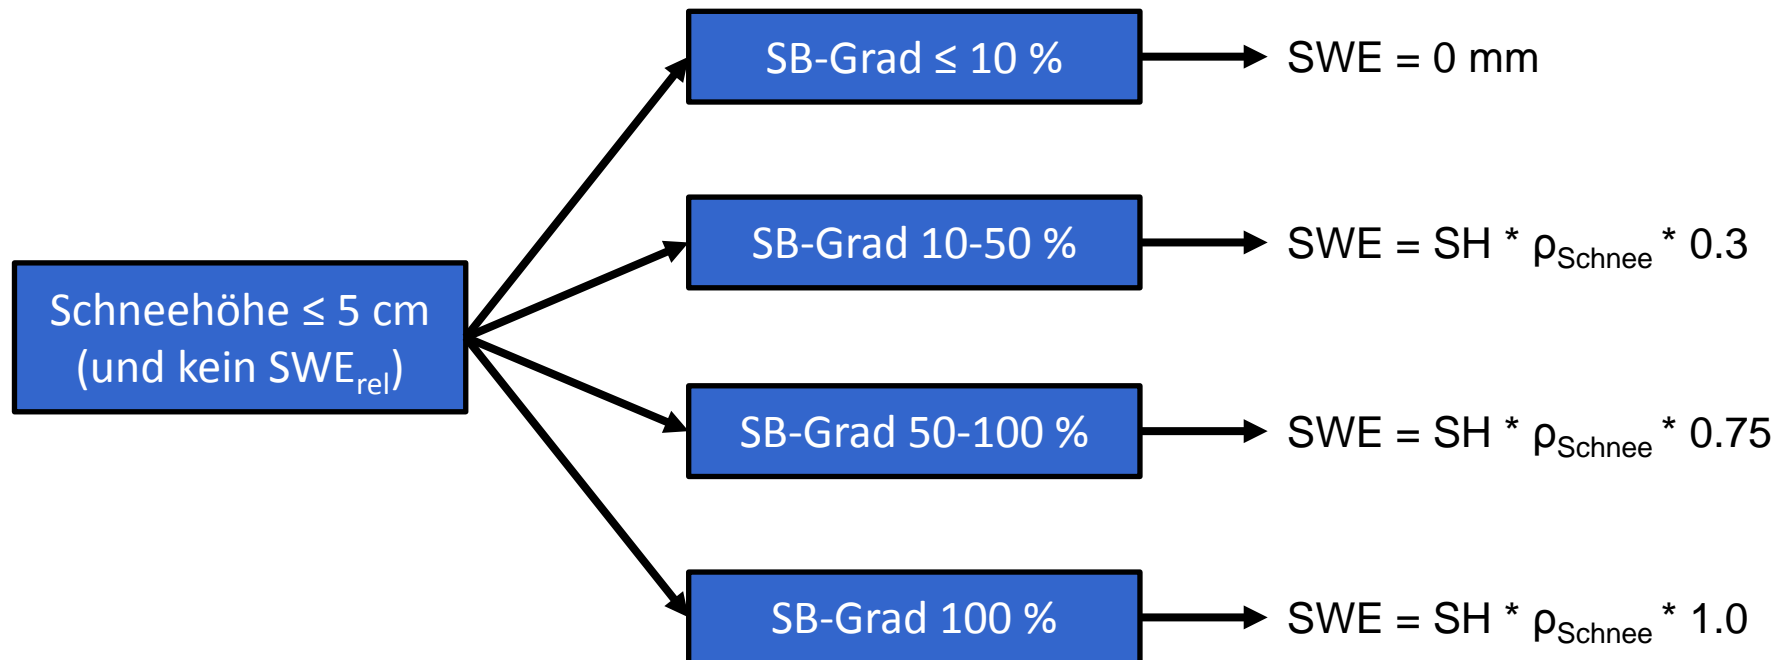 SB-Grad ≤ 10 %
SWE = 0 mm
SB-Grad 10-50 %
SWE = SH * ρSchnee * 0.3
Schneehöhe ≤ 5 cm
(und kein SWErel)
SB-Grad 50-100 %
SWE = SH * ρSchnee * 0.75
SB-Grad 100 %
SWE = SH * ρSchnee * 1.0